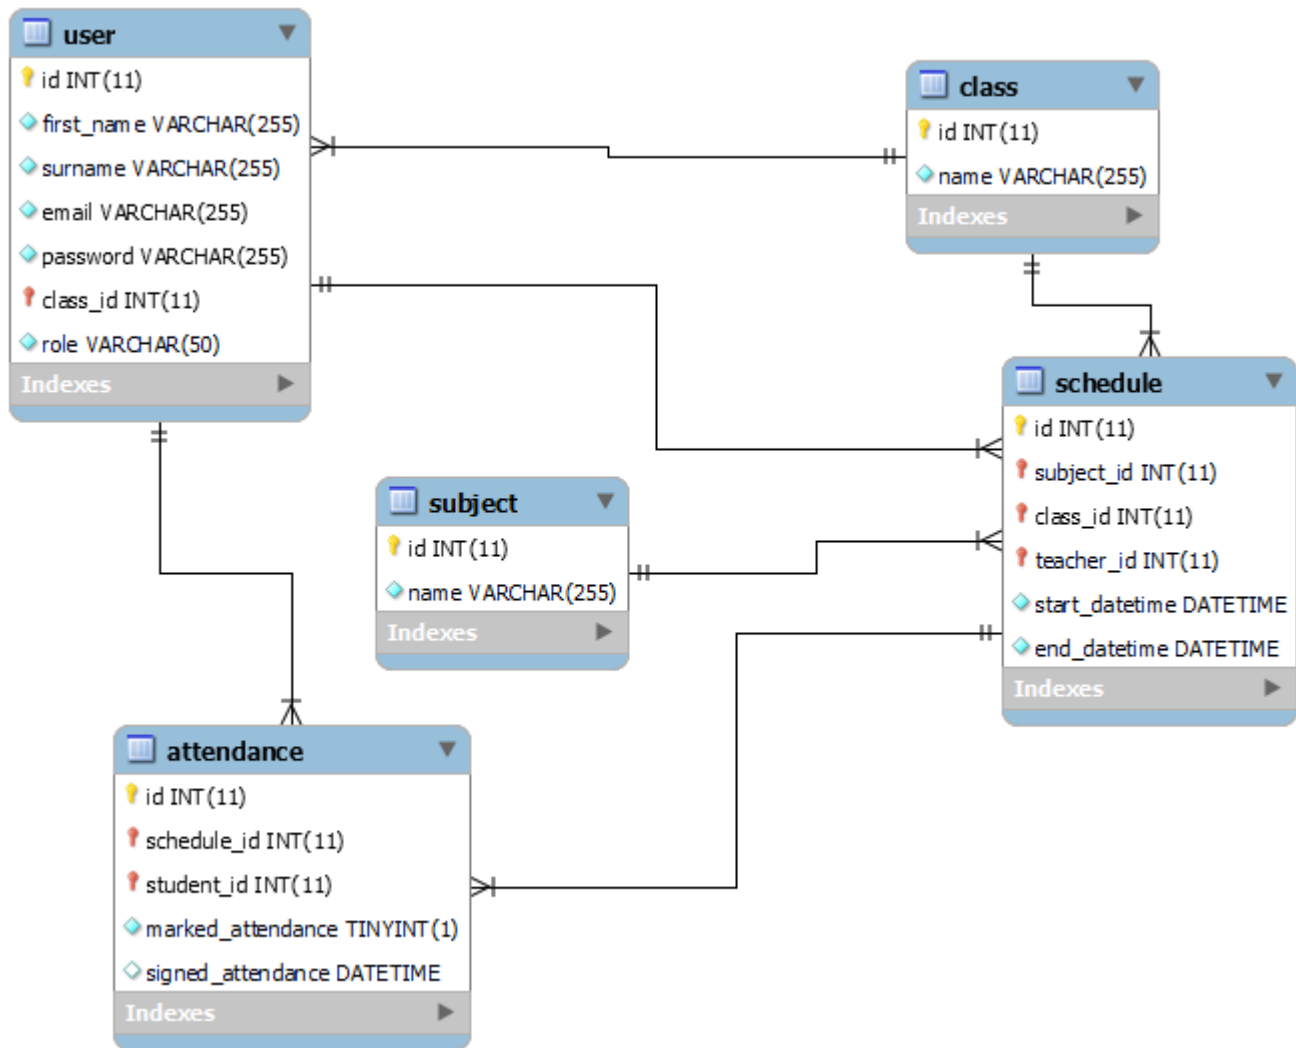 user
id INT(11)
first_name VARCHAR(255)
surname VARCHAR(255)
email VARCHAR(255)
password VARCHAR(255)
class_id INT(11)
role VARCHAR(50)
Indexes
class
id INT(11)
name VARCHAR(255)
Indexes
schedule
id INT(11)
subject_id INT(11)
class_id INT(11)
teacher_id INT(11)
start_datetime DATETIME
end_datetime DATETIME
Indexes
subject
id INT(11)
name VARCHAR(255)
Indexes
attendance
id INT(11)
schedule_id INT(11)
student_id INT(11)
marked_attendance TINYINT(1)
signed_attendance DATETIME
Indexes